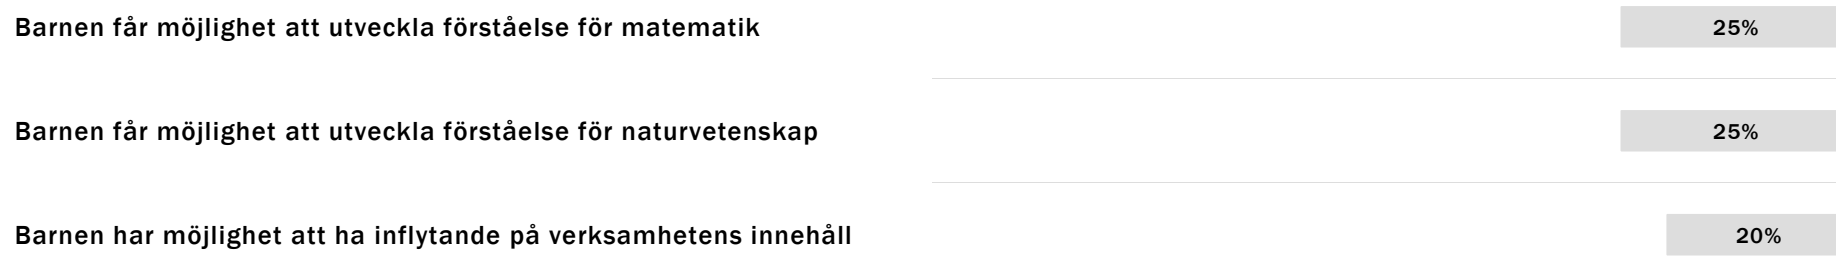 Barnen får möjlighet att utveckla förståelse för matematik 25%
Barnen får möjlighet att utveckla förståelse för naturvetenskap 25%
Barnen har möjlighet att ha inflytande på verksamhetens innehåll 20%